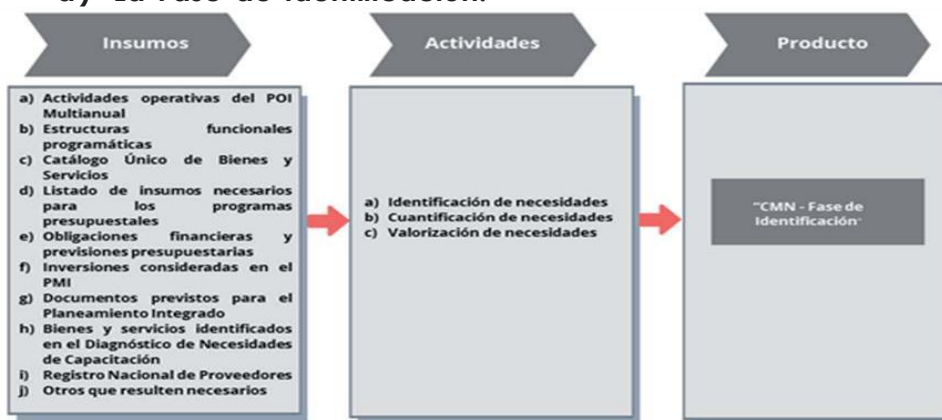 a) La Fase de Identificación:
Insumos
Actividades
Producto
a) Actividades operativas del POI
Multianual
b) Estructuras funcionales
programáticas
c) Catálogo Único de Bienes y
Servicios
d) Listado de insumos necesarios
para los programas
presupuestales
e) Obligaciones financieras y
previsiones presupuestarias
f) Inversiones consideradas en el
PMI
g) Documentos previstos para el
Planeamiento Integrado
h) Bienes y servicios identificados
en el Diagnóstico de Necesidades
de Capacitación
i) Registro Nacional de Proveedores
j) Otros que resulten necesarios
a) Identificación de necesidades
b) Cuantificación de necesidades
c) Valorización de necesidades
"CMN - Fase de
Identificación"